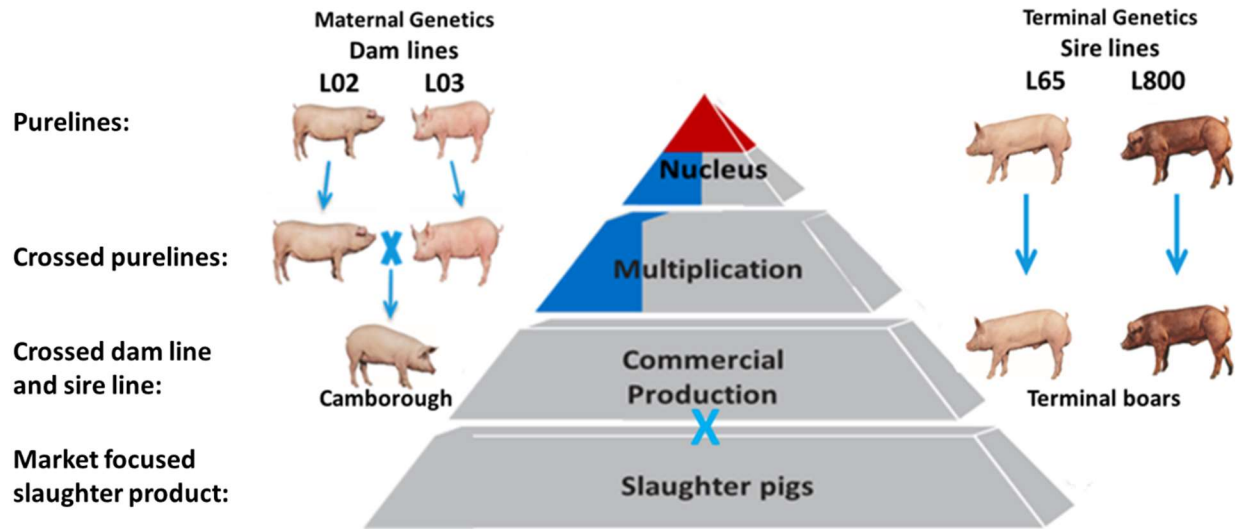 Maternal Genetics
Dam lines
L02 L03
Terminal Genetics
Sire lines
L65 L800
Purelines:
Nucleus
Crossed purelines:
X
Multiplication
Crossed dam line
and sire line:
Camborough
Commercial
Production
Terminal boars
X
Market focused
slaughter product:
Slaughter pigs